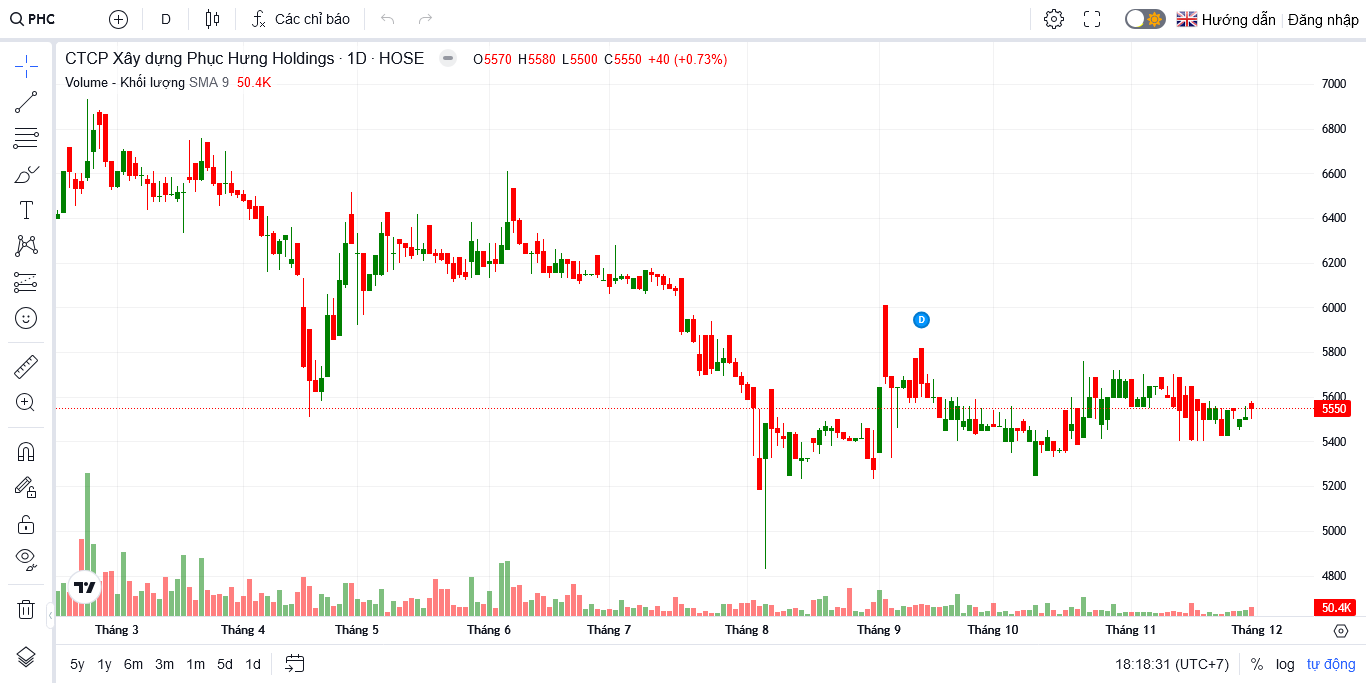 PHC D Các chỉ báo Hướng dẫn Đăng nhập
CTCP Xây dựng Phục Hưng Holdings · 1D · HOSE O5570 H5580 L5500 C5550 +40 (+0.73%)
Volume - Khối lượng SMA 9 50.4K
7000
6800
6600
6400
6200
6000
5800
5600
5550
5400
5200
5000
4800
50.4K
D
Tháng 3 Tháng 4 Tháng 5 Tháng 6 Tháng 7 Tháng 8 Tháng 9 Tháng 10 Tháng 11 Tháng 12
5y 1y 6m 3m 1m 5d 1d 18:18:31 (UTC+7) % log tự động